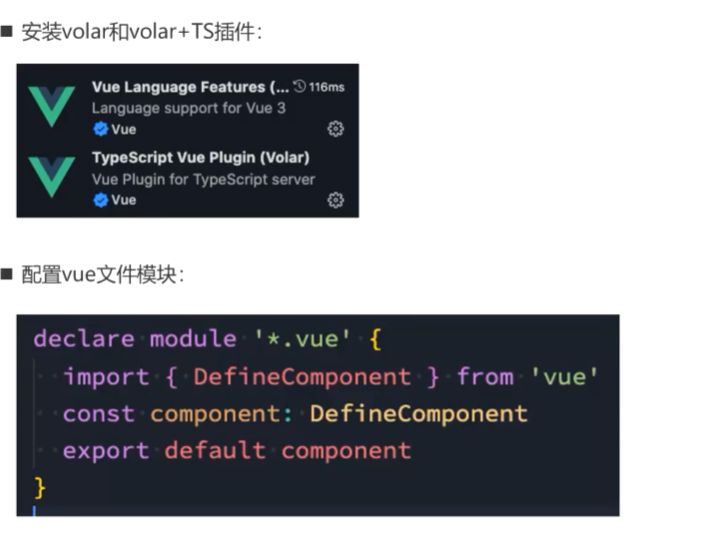 ■ 安装volar和volar+TS插件：
Vue Language Features (... 116ms
Language support for Vue 3
Vue
TypeScript Vue Plugin (Volar)
Vue Plugin for TypeScript server
Vue
■ 配置vue文件模块：
declare module '*.vue' {
  import { DefineComponent } from 'vue'
  const component: DefineComponent
  export default component
}